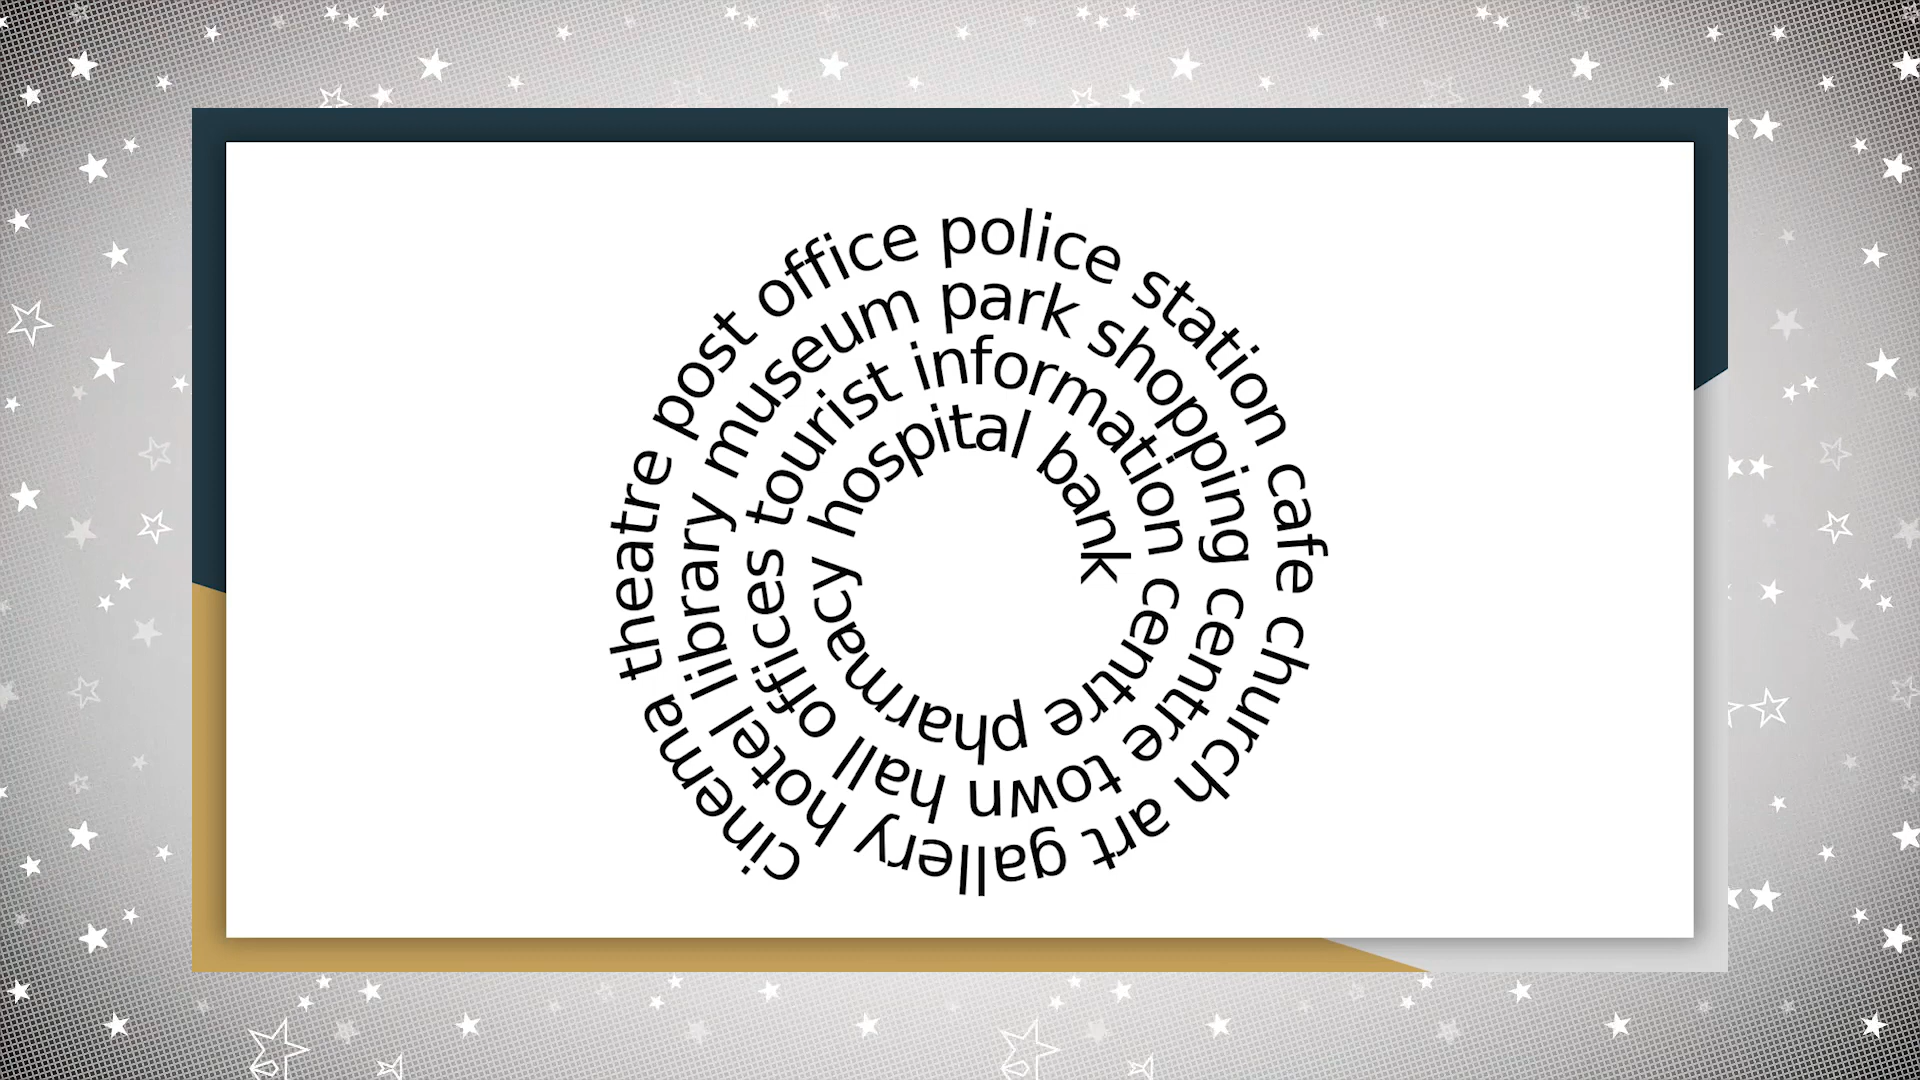 cinema theatre post office police station cafe church art gallery hotel library museum park shopping centre town hall offices tourist information centre pharmacy hospital bank